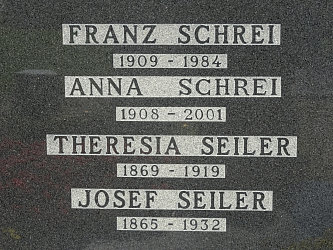 FRANZ SCHREI
1909 - 1984
ANNA SCHREI
1908 - 2001
THERESIA SEILER
1869 - 1919
JOSEF SEILER
1865 - 1932